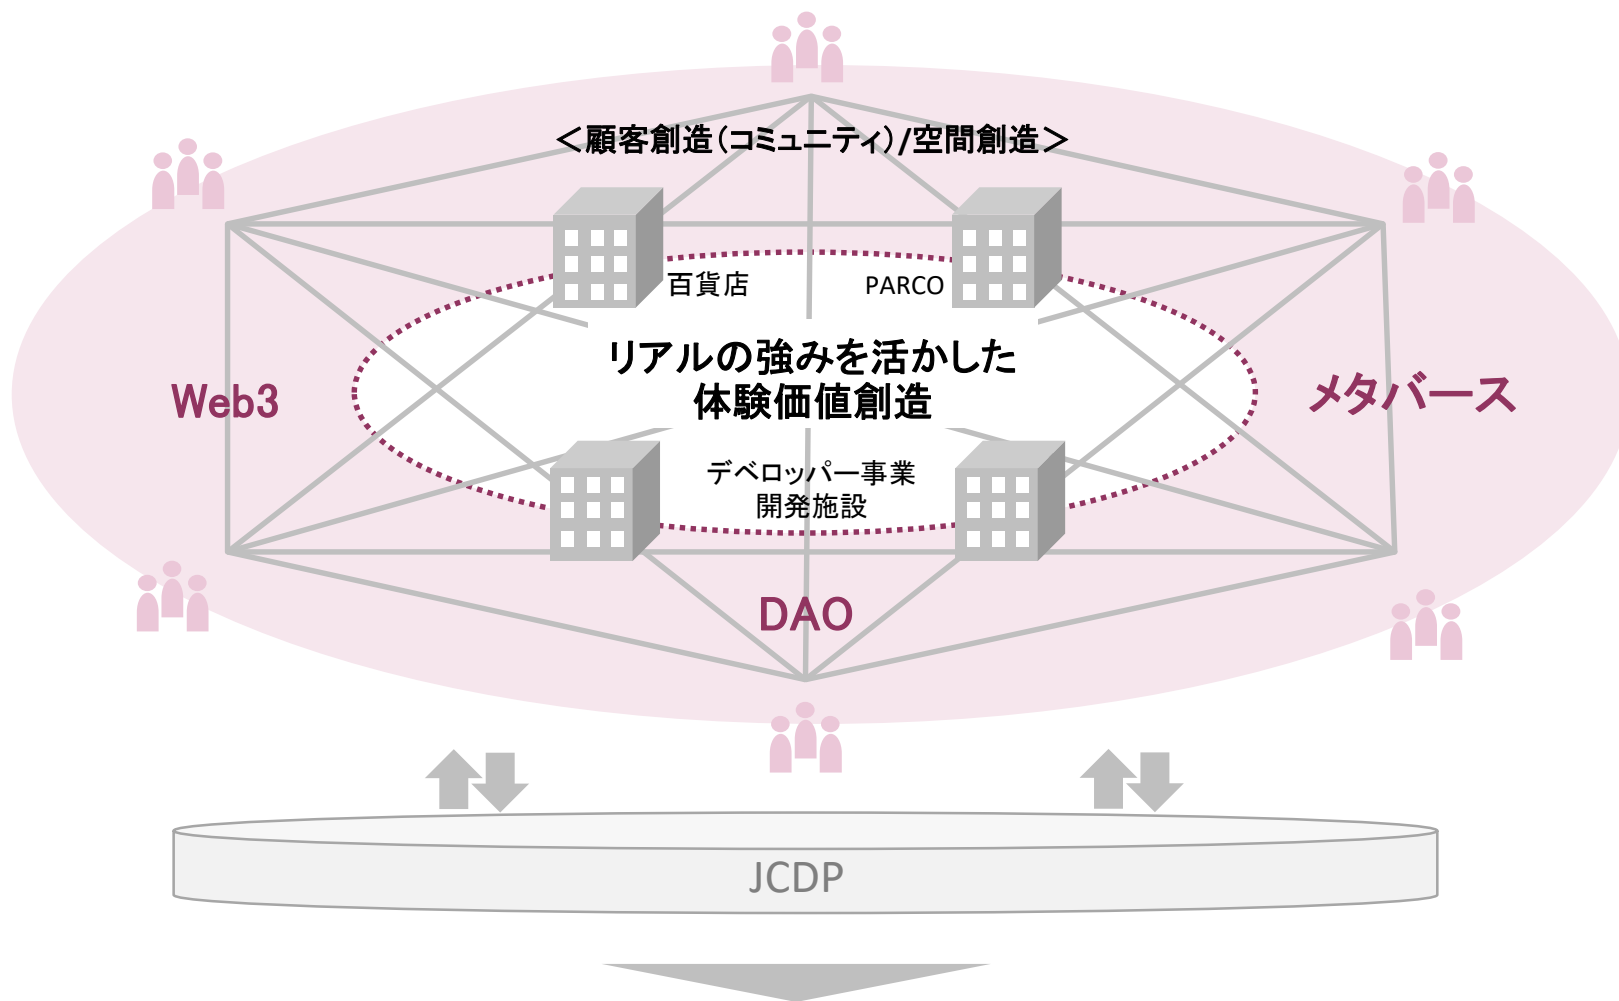 ＜顧客創造（コミュニティ）/空間創造＞
百貨店
PARCO
リアルの強みを活かした
体験価値創造
Web3
メタバース
デベロッパー事業
開発施設
DAO
JCDP